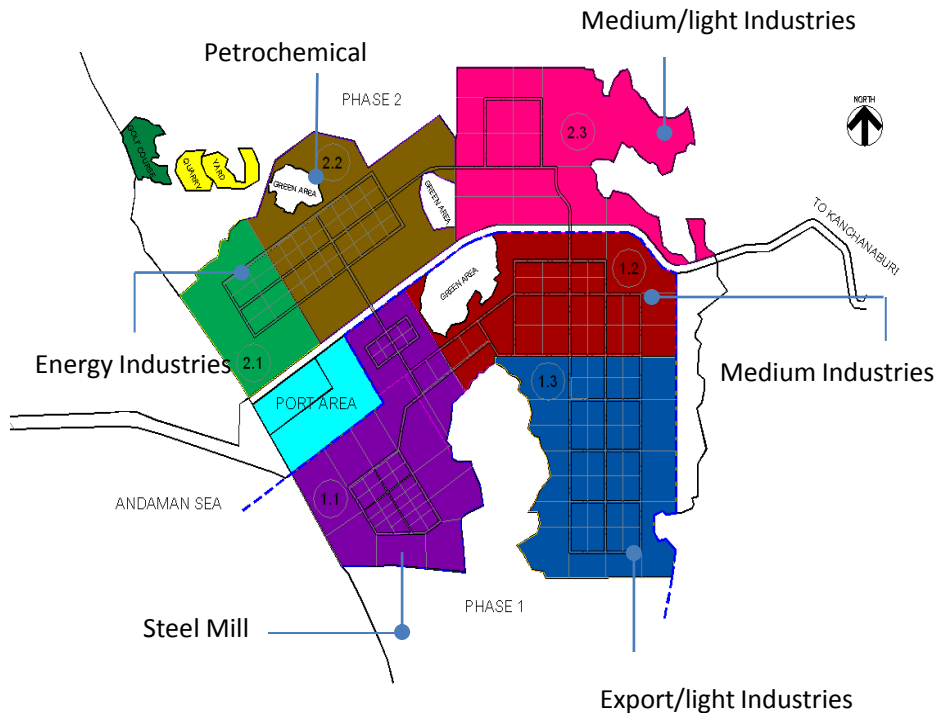 Medium/light Industries
Petrochemical
PHASE 2
NORTH
GOLF COURSE
QUARRY
YARD
2.2
2.3
GREEN AREA
GREEN AREA
TO KANCHANABURI
GREEN AREA
1.2
Energy Industries
2.1
Medium Industries
1.3
PORT AREA
ANDAMAN SEA
1.1
PHASE 1
Steel Mill
Export/light Industries